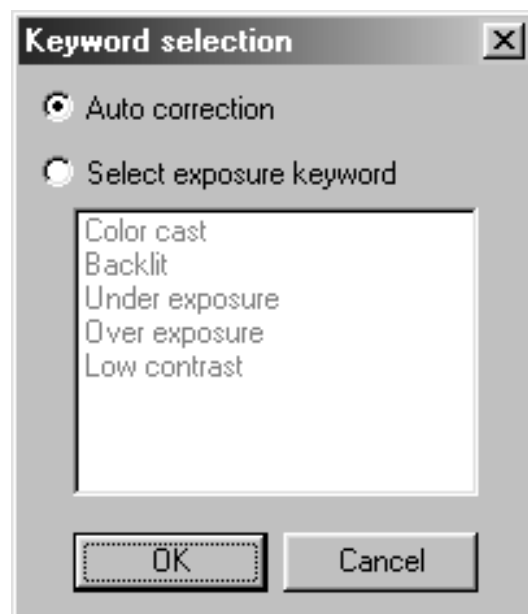 Keyword selection
Auto correction
Select exposure keyword
Color cast
Backlit
Under exposure
Over exposure
Low contrast
OK
Cancel